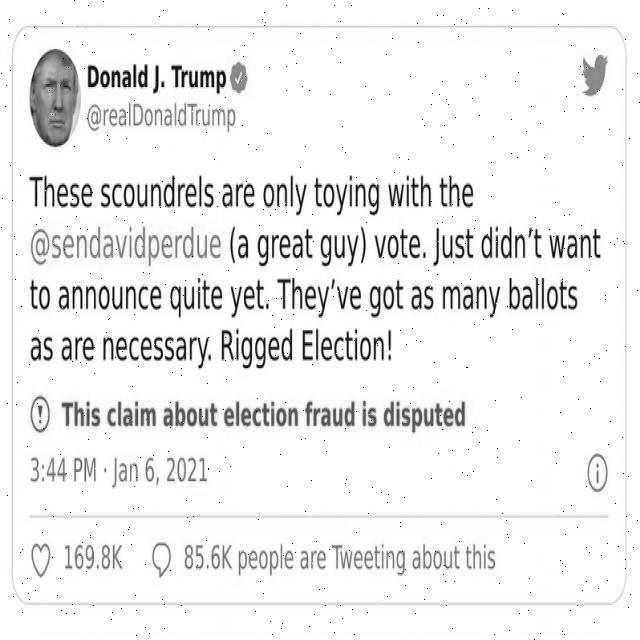 Donald J. Trump
@realDonaldTrump
These scoundrels are only toying with the
@sendavidperdue (a great guy) vote. Just didn’t want
to announce quite yet. They’ve got as many ballots
as are necessary. Rigged Election!
This claim about election fraud is disputed
3:44 PM · Jan 6, 2021
169.8K 85.6K people are Tweeting about this